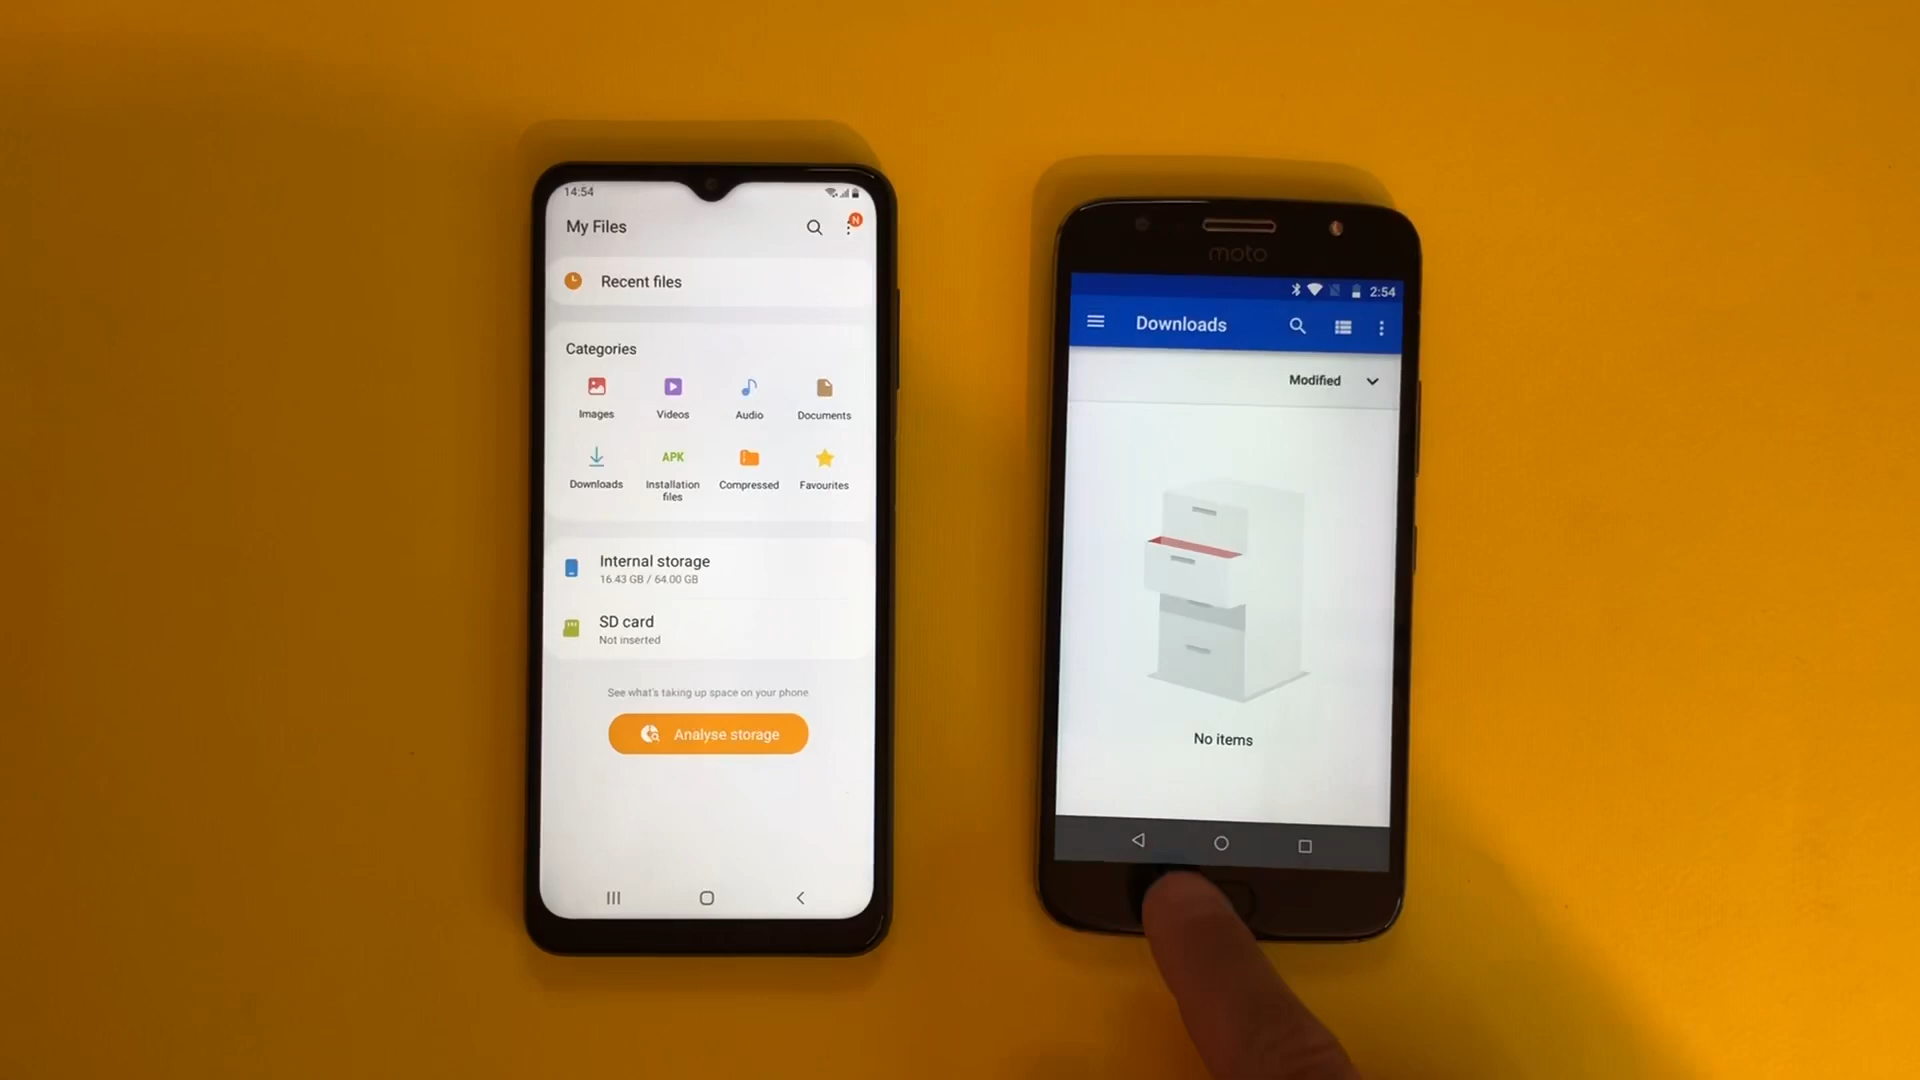 14:54
My Files
N
Recent files
Categories
Images
Videos
Audio
Documents
Downloads
APK
Installation
files
Compressed
Favourites
Internal storage
16.43 GB / 64.00 GB
SD card
Not inserted
See what's taking up space on your phone
Analyse storage
moto
2:54
Downloads
Modified
No items